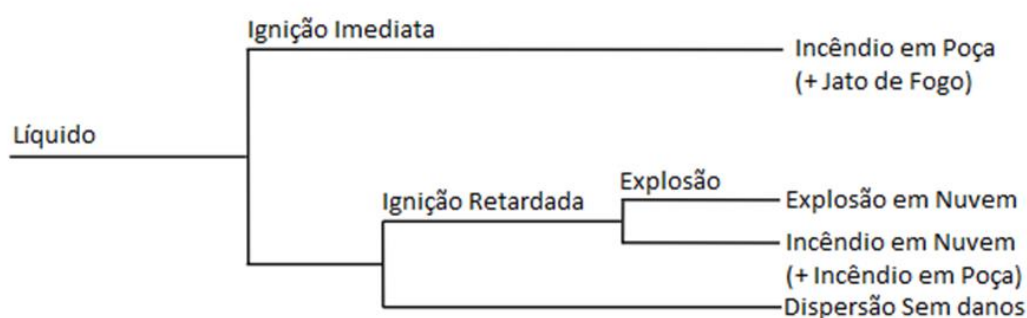 Ignição Imediata
Incêndio em Poça
(+ Jato de Fogo)
Líquido
Explosão
Ignição Retardada
Explosão em Nuvem
Incêndio em Nuvem
(+ Incêndio em Poça)
Dispersão Sem danos